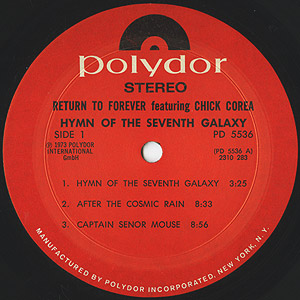 polydor
STEREO
RETURN TO FOREVER featuring CHICK COREA
HYMN OF THE SEVENTH GALAXY
SIDE 1 PD 5536
Ⓟ 1973 POLYDOR (PD 5536 A)
INTERNATIONAL 2310 283
GmbH
1. HYMN OF THE SEVENTH GALAXY 3:25
2. AFTER THE COSMIC RAIN 8:33
3. CAPTAIN SENOR MOUSE 8:56
MANUFACTURED BY POLYDOR INCORPORATED, NEW YORK, N.Y.